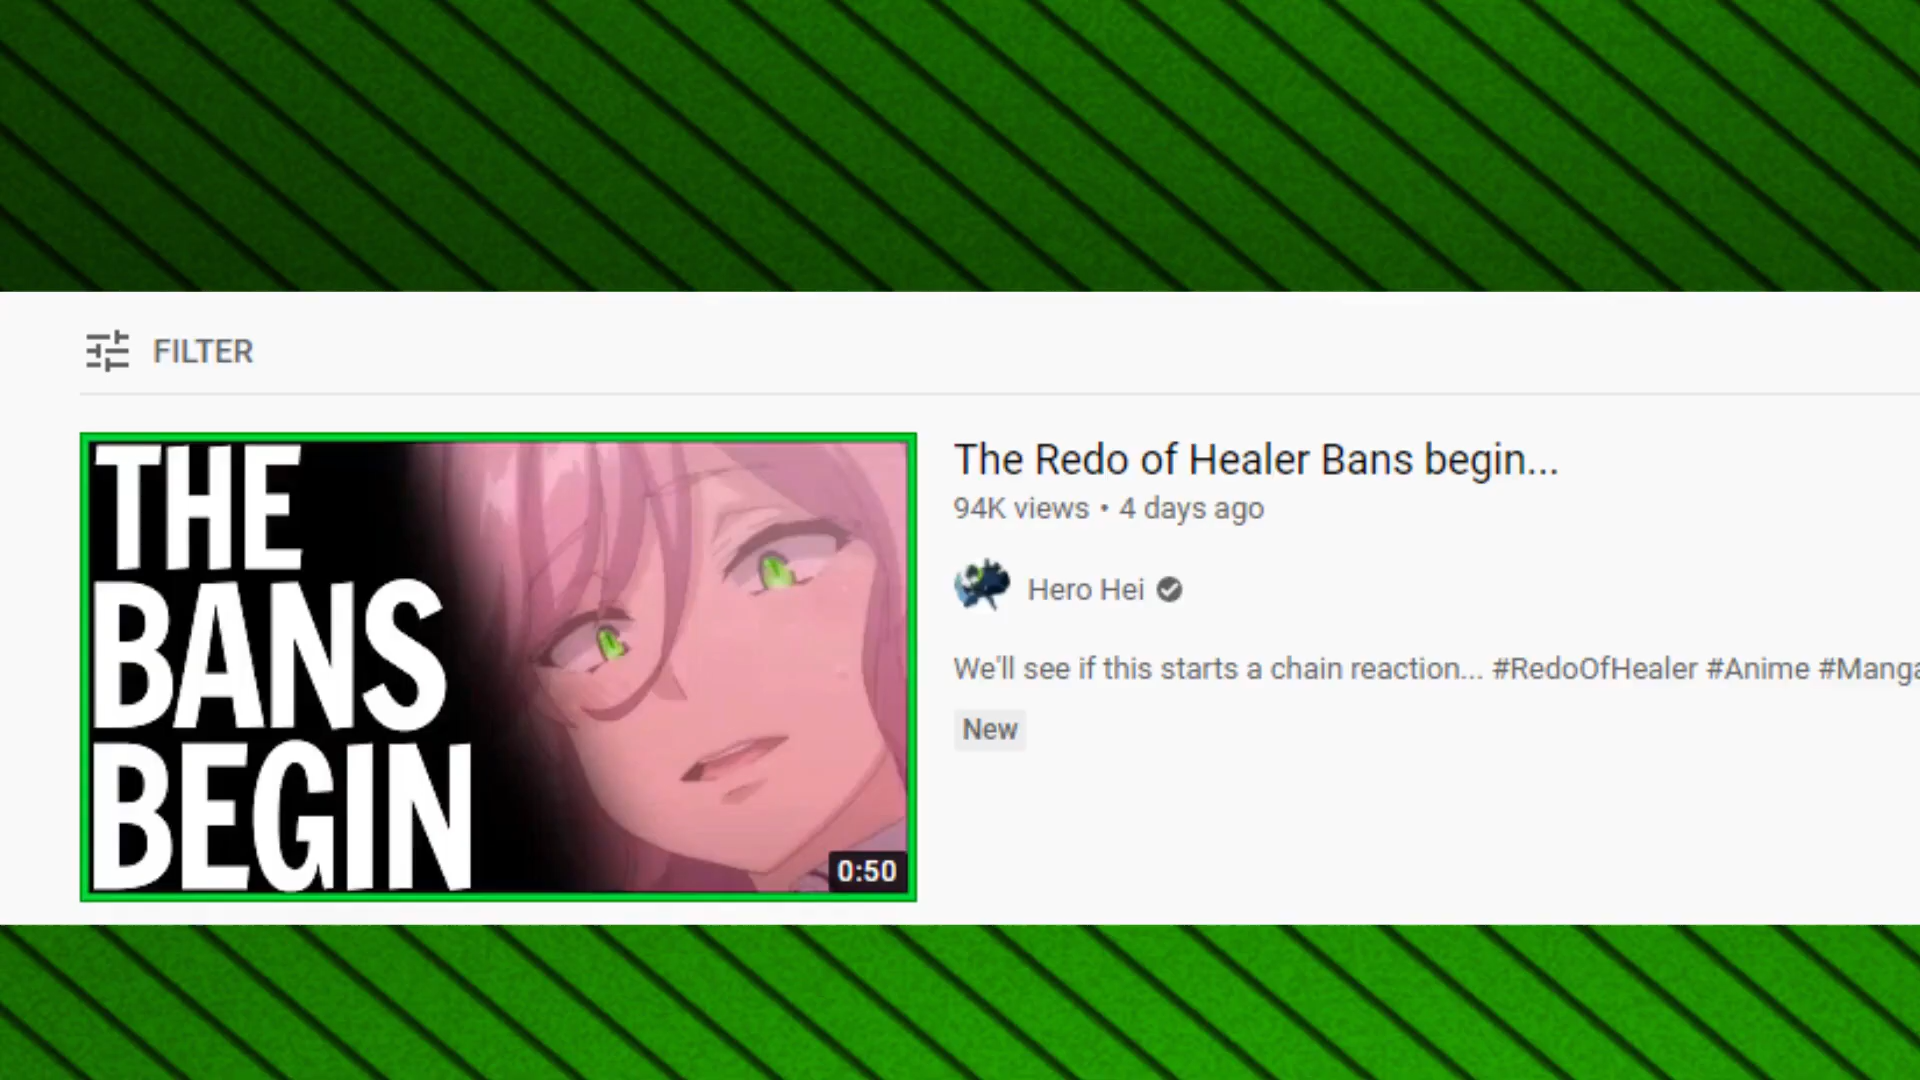 FILTER
THE
BANS
BEGIN
0:50
The Redo of Healer Bans begin...
94K views • 4 days ago
Hero Hei
We'll see if this starts a chain reaction... #RedoOfHealer #Anime #Manga
New